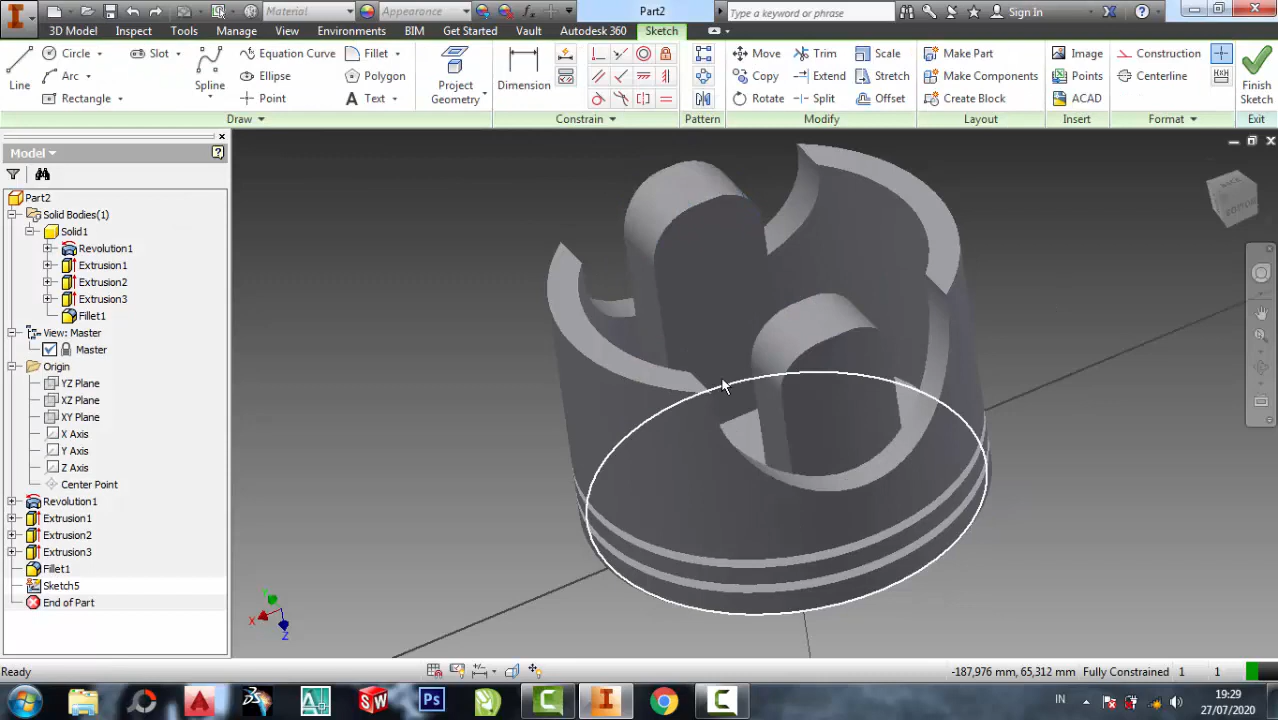 Material
Appearance
Part2
Type a keyword or phrase
Sign In
3D Model
Inspect
Tools
Manage
View
Environments
BIM
Get Started
Vault
Autodesk 360
Sketch
Line
Circle
Arc
Rectangle
Slot
Spline
Equation Curve
Ellipse
Point
Fillet
Polygon
Text
Project
Geometry
Dimension
Move
Copy
Rotate
Trim
Extend
Split
Scale
Stretch
Offset
Make Part
Make Components
Create Block
Image
Points
ACAD
Construction
Centerline
Finish
Sketch
Draw
Constrain
Pattern
Modify
Layout
Insert
Format
Exit
Model
Part2
Solid Bodies(1)
Solid1
Revolution1
Extrusion1
Extrusion2
Extrusion3
Fillet1
View: Master
Master
Origin
YZ Plane
XZ Plane
XY Plane
X Axis
Y Axis
Z Axis
Center Point
Revolution1
Extrusion1
Extrusion2
Extrusion3
Fillet1
Sketch5
End of Part
BACK
BOTTOM
X
Y
Z
Ready
-187,976 mm, 65,312 mm
Fully Constrained
1
1
SW
Ps
IN
19:29
27/07/2020